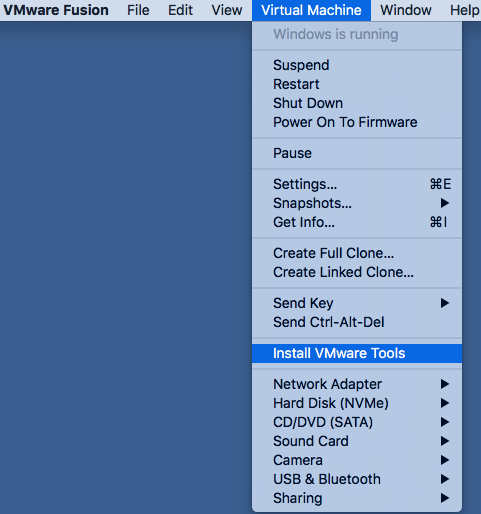 VMware Fusion File Edit View Virtual Machine Window Help
Windows is running
Suspend
Restart
Shut Down
Power On To Firmware
Pause
Settings... ⌘E
Snapshots... ▶
Get Info... ⌘I
Create Full Clone...
Create Linked Clone...
Send Key ▶
Send Ctrl-Alt-Del
Install VMware Tools
Network Adapter ▶
Hard Disk (NVMe) ▶
CD/DVD (SATA) ▶
Sound Card ▶
Camera ▶
USB & Bluetooth ▶
Sharing ▶